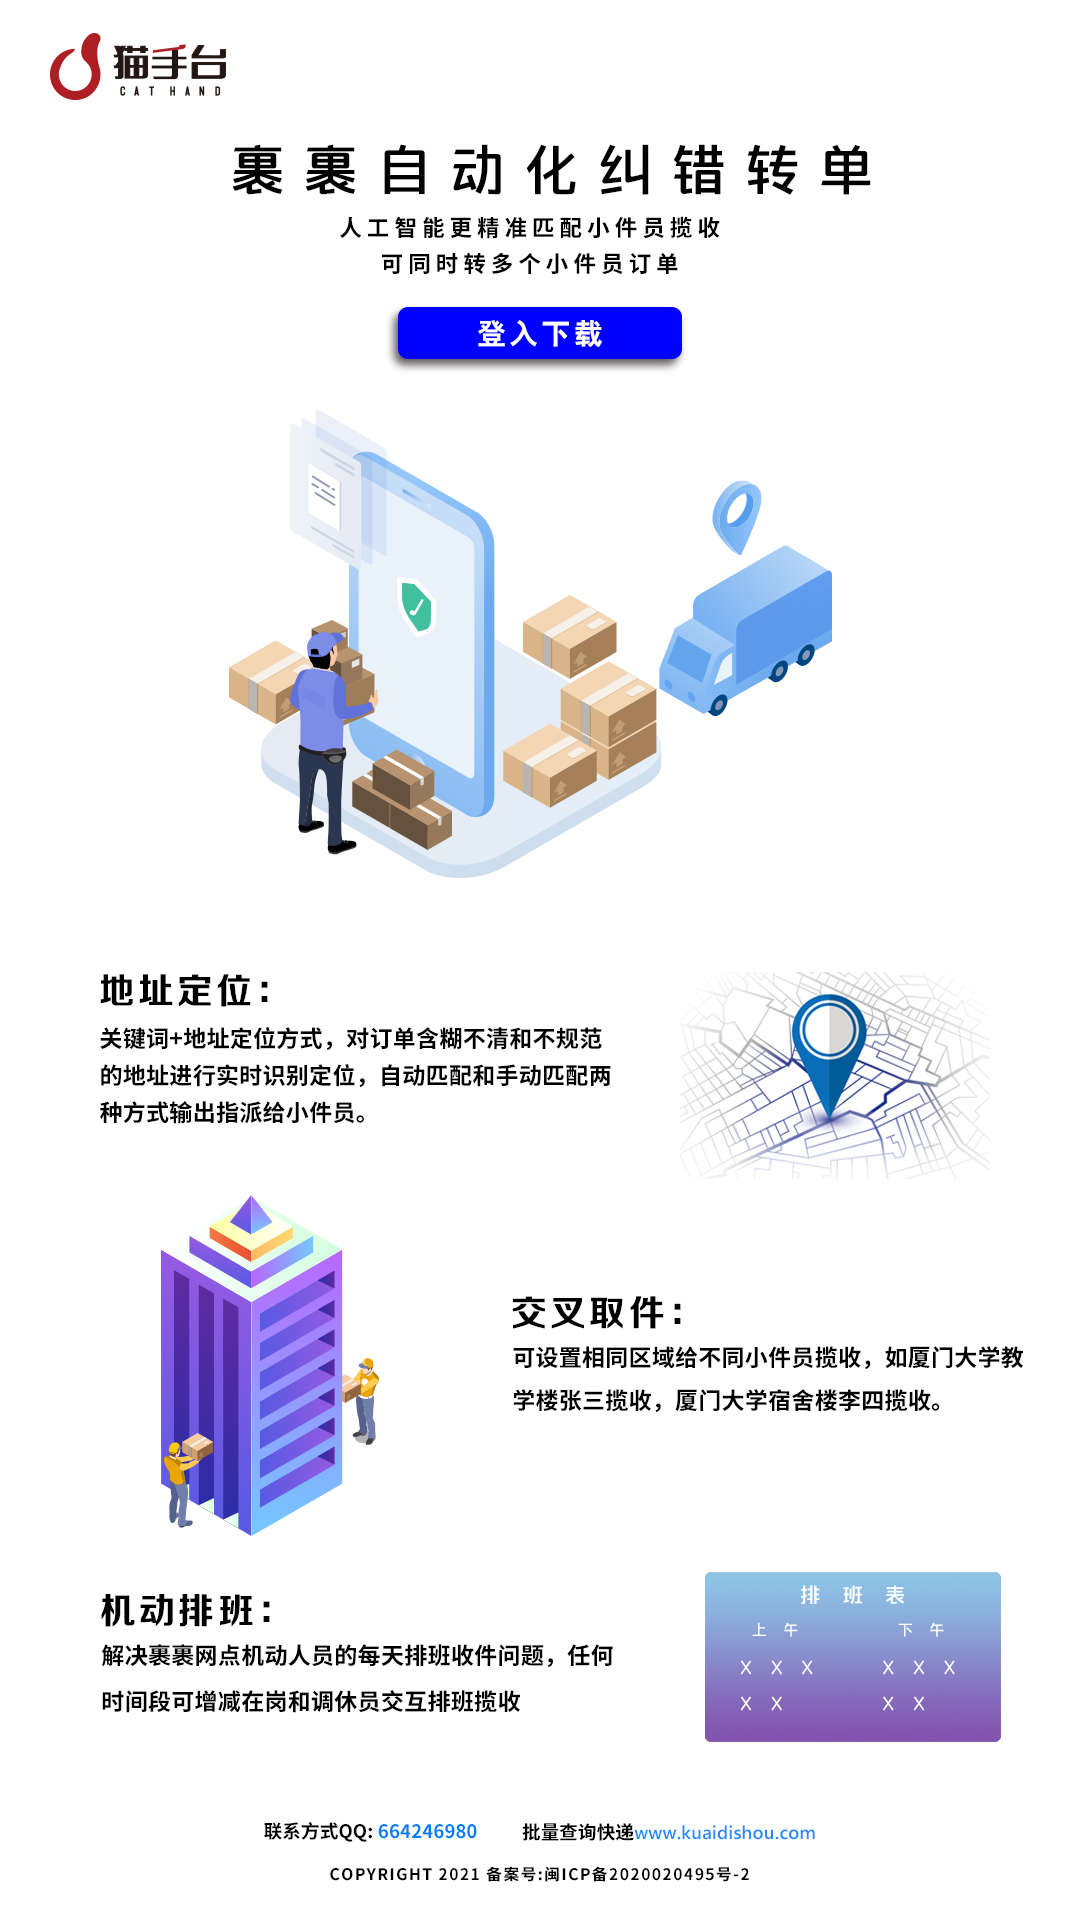 猫手台
CAT HAND
裹裹自动化纠错转单
人工智能更精准匹配小件员揽收
可同时转多个小件员订单
登入下载
地址定位：
关键词+地址定位方式，对订单含糊不清和不规范
的地址进行实时识别定位，自动匹配和手动匹配两
种方式输出指派给小件员。
交叉取件：
可设置相同区域给不同小件员揽收，如厦门大学教
学楼张三揽收，厦门大学宿舍楼李四揽收。
机动排班：
解决裹裹网点机动人员的每天排班收件问题，任何
时间段可增减在岗和调休员交互排班揽收
排 班 表
上 午 下 午
X X X X X X
X X X X
联系方式QQ: 664246980 批量查询快递www.kuaidishou.com
COPYRIGHT 2021 备案号:闽ICP备2020020495号-2